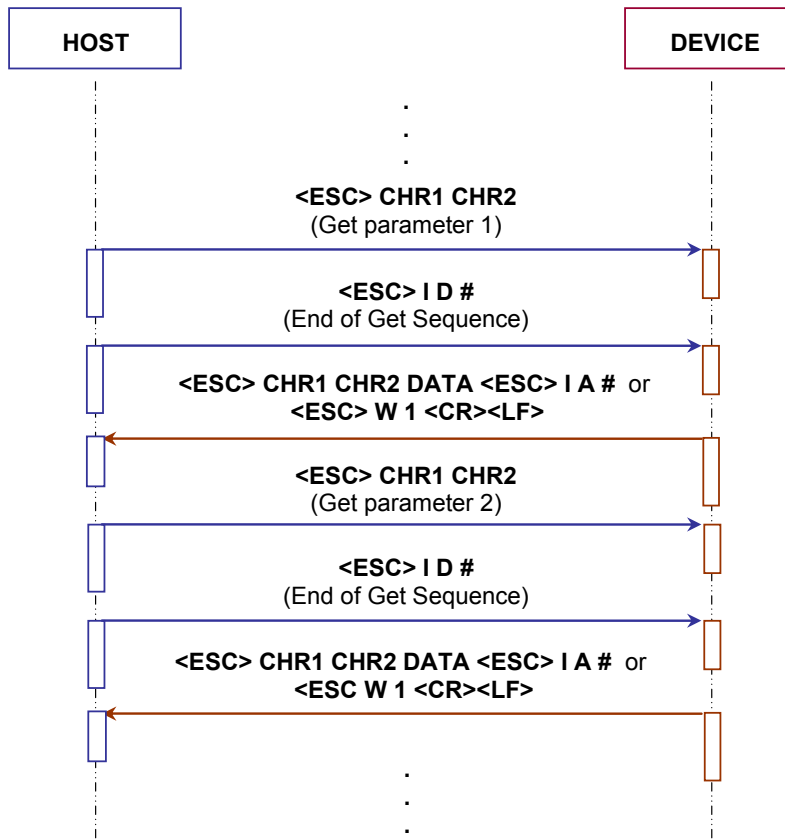 HOST
DEVICE
.
.
.
<ESC> CHR1 CHR2
(Get parameter 1)
<ESC> I D #
(End of Get Sequence)
<ESC> CHR1 CHR2 DATA <ESC> I A # or
<ESC> W 1 <CR><LF>
<ESC> CHR1 CHR2
(Get parameter 2)
<ESC> I D #
(End of Get Sequence)
<ESC> CHR1 CHR2 DATA <ESC> I A # or
<ESC W 1 <CR><LF>
.
.
.